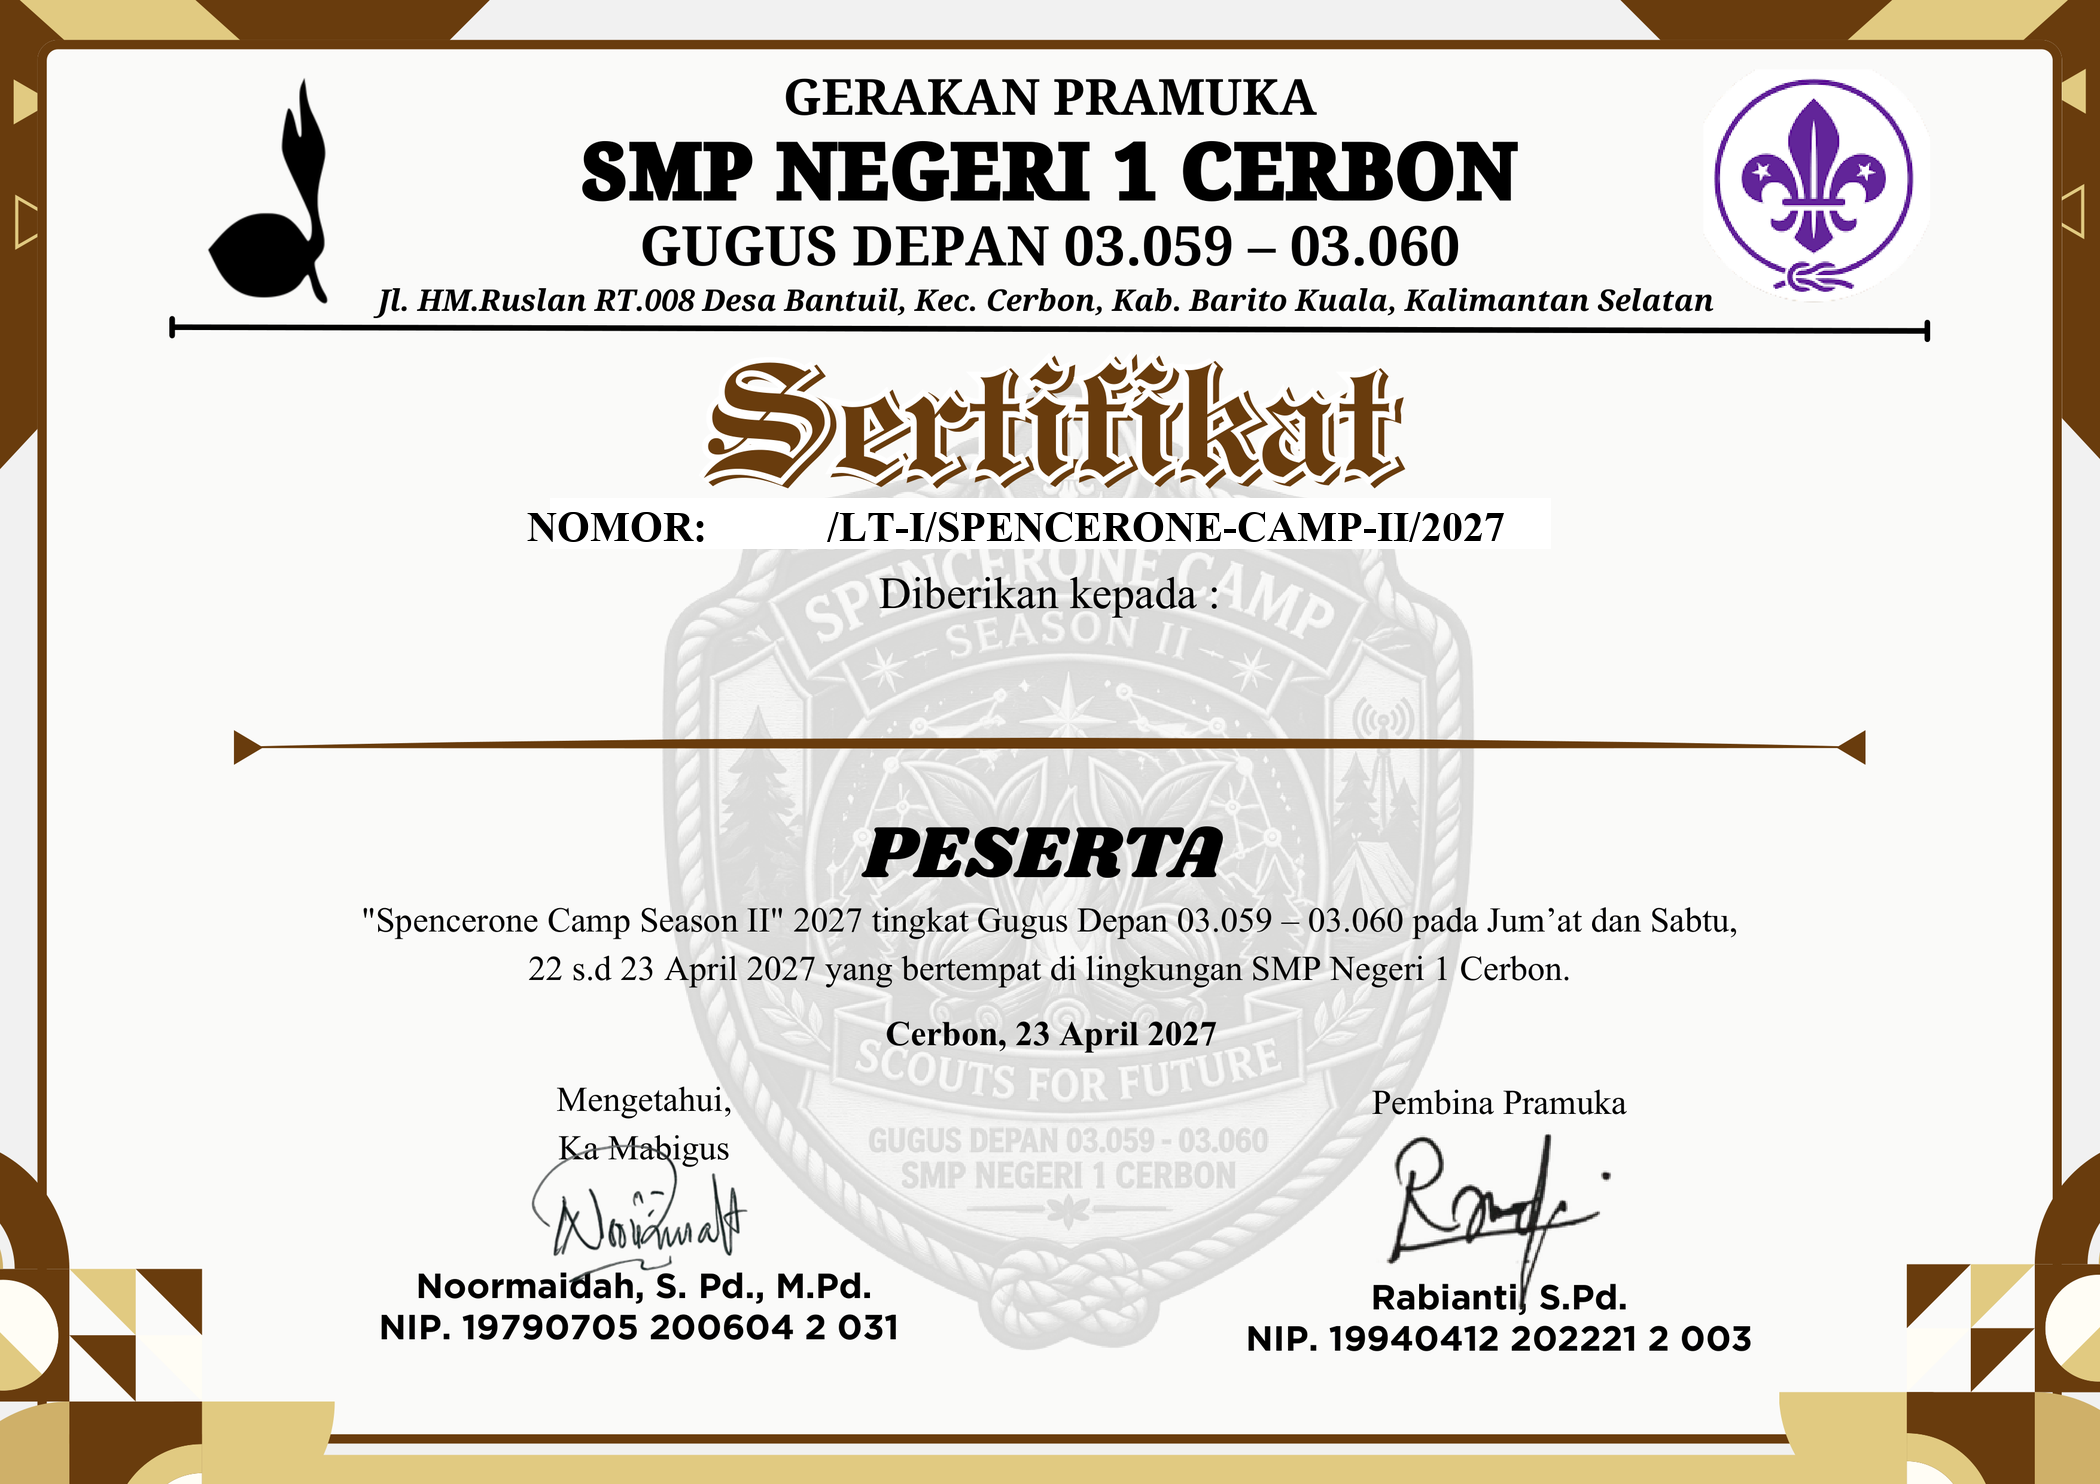 GERAKAN PRAMUKA
SMP NEGERI 1 CERBON
GUGUS DEPAN 03.059 – 03.060
Jl. HM.Ruslan RT.008 Desa Bantuil, Kec. Cerbon, Kab. Barito Kuala, Kalimantan Selatan
Sertifikat
NOMOR: /LT-I/SPENCERONE-CAMP-II/2027
Diberikan kepada :
SPENCERONE CAMP
SEASON II
PESERTA
"Spencerone Camp Season II" 2027 tingkat Gugus Depan 03.059 – 03.060 pada Jum’at dan Sabtu,
22 s.d 23 April 2027 yang bertempat di lingkungan SMP Negeri 1 Cerbon.
Cerbon, 23 April 2027
SCOUTS FOR FUTURE
GUGUS DEPAN 03.059 - 03.060
SMP NEGERI 1 CERBON
Mengetahui,
Ka Mabigus
Noormaidah, S. Pd., M.Pd.
NIP. 19790705 200604 2 031
Pembina Pramuka
Rabianti, S.Pd.
NIP. 19940412 202221 2 003